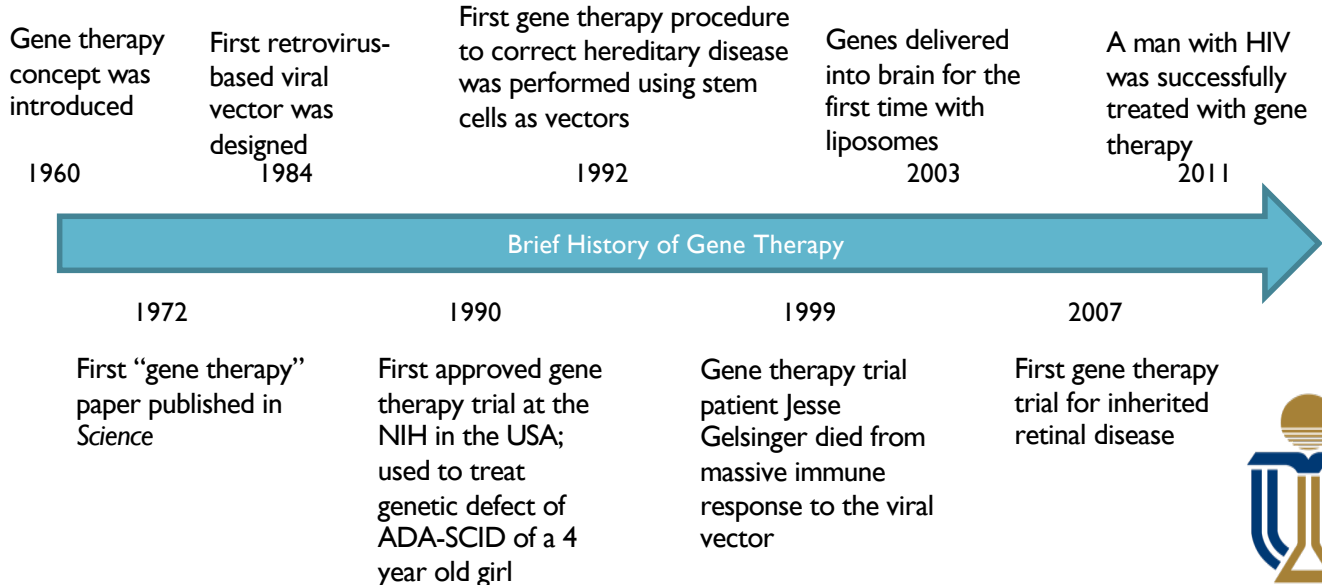 Gene therapy
concept was
introduced
1960
First retrovirus-
based viral
vector was
designed
1984
First gene therapy procedure
to correct hereditary disease
was performed using stem
cells as vectors
1992
Genes delivered
into brain for the
first time with
liposomes
2003
A man with HIV
was successfully
treated with gene
therapy
2011
Brief History of Gene Therapy
1972
First “gene therapy”
paper published in
Science
1990
First approved gene
therapy trial at the
NIH in the USA;
used to treat
genetic defect of
ADA-SCID of a 4
year old girl
1999
Gene therapy trial
patient Jesse
Gelsinger died from
massive immune
response to the viral
vector
2007
First gene therapy
trial for inherited
retinal disease